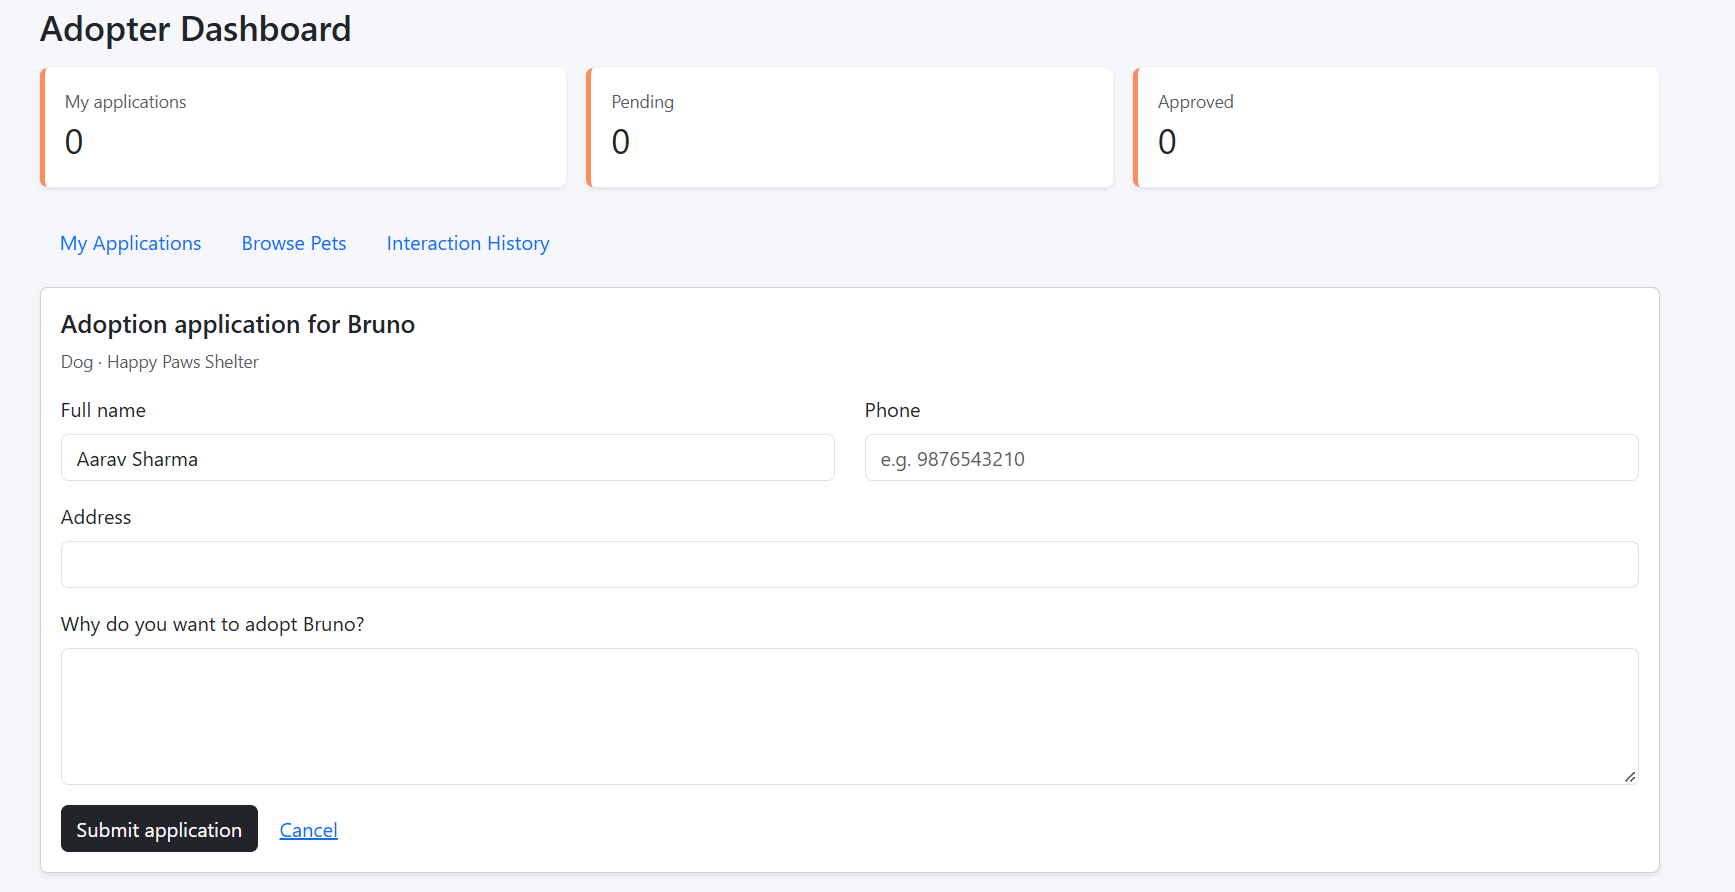 Adopter Dashboard
My applications
0
Pending
0
Approved
0
My Applications Browse Pets Interaction History
Adoption application for Bruno
Dog · Happy Paws Shelter
Full name
Aarav Sharma
Phone
e.g. 9876543210
Address
Why do you want to adopt Bruno?
Submit application Cancel